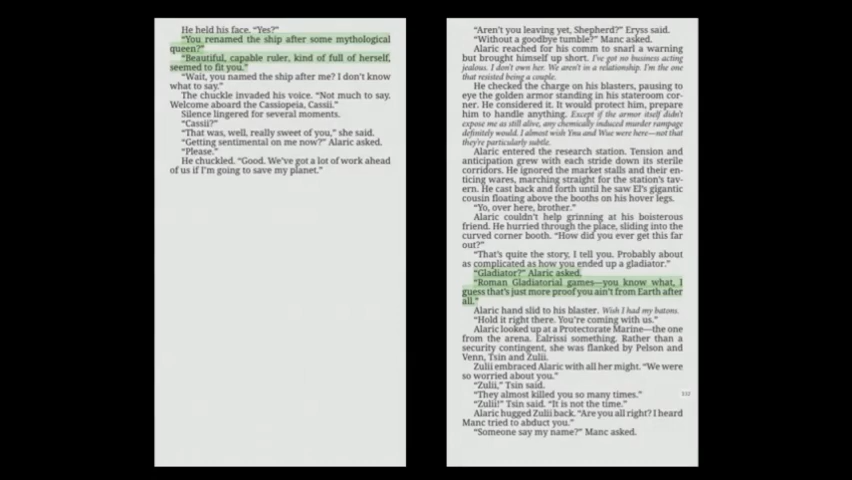 He held his face. “Yes?”
“You renamed the ship after some mythological
queen?”
“Beautiful, capable ruler, kind of full of herself,
seemed to fit you.”
“Wait, you named the ship after me? I don’t know
what to say.”
The chuckle invaded his voice. “Not much to say.
Welcome aboard the Cassiopeia, Cassii.”
Silence lingered for several moments.
“Cassii?”
“That was, well, really sweet of you,” she said.
“Getting sentimental on me now?” Alaric asked.
“Please.”
He chuckled. “Good. We’ve got a lot of work ahead
of us if I’m going to save my planet.”
“Aren’t you leaving yet, Shepherd?” Eryss said.
“Without a goodbye tumble?” Manc asked.
Alaric reached for his comm to snarl a warning
but brought himself up short. I’ve got no business acting
jealous. I don’t own her. We aren’t in a relationship. I’m the one
that resisted being a couple.
He checked the charge on his blasters, pausing to
eye the golden armor standing in his stateroom cor-
ner. He considered it. It would protect him, prepare
him to handle anything. Except if the armor itself didn’t
expose me as still alive, any chemically induced murder rampage
definitely would. I almost wish Ynu and Wue were here—not that
they’re particularly subtle.
Alaric entered the research station. Tension and
anticipation grew with each stride down its sterile
corridors. He ignored the market stalls and their en-
ticing wares, marching straight for the station’s tav-
ern. He cast back and forth until he saw EI’s gigantic
cousin floating above the booths on his hover legs.
“Yo, over here, brother.”
Alaric couldn’t help grinning at his boisterous
friend. He hurried through the place, sliding into the
curved corner booth. “How did you ever get this far
out?”
“That’s quite the story, I tell you. Probably about
as complicated as how you ended up a gladiator.”
“Gladiator?” Alaric asked.
“Roman Gladiatorial games—you know what, I
guess that’s just more proof you ain’t from Earth after
all.”
Alaric hand slid to his blaster. Wish I had my batons.
“Hold it right there. You’re coming with us.”
Alaric looked up at a Protectorate Marine—the one
from the arena. Ealrissi something. Rather than a
security contingent, she was flanked by Pelson and
Venn, Tsin and Zulii.
Zulii embraced Alaric with all her might. “We were
so worried about you.”
“Zulii,” Tsin said.
“They almost killed you so many times.”
“Zulii!” Tsin said. “It is not the time.”
Alaric hugged Zulii back. “Are you all right? I heard
Manc tried to abduct you.”
“Someone say my name?” Manc asked.